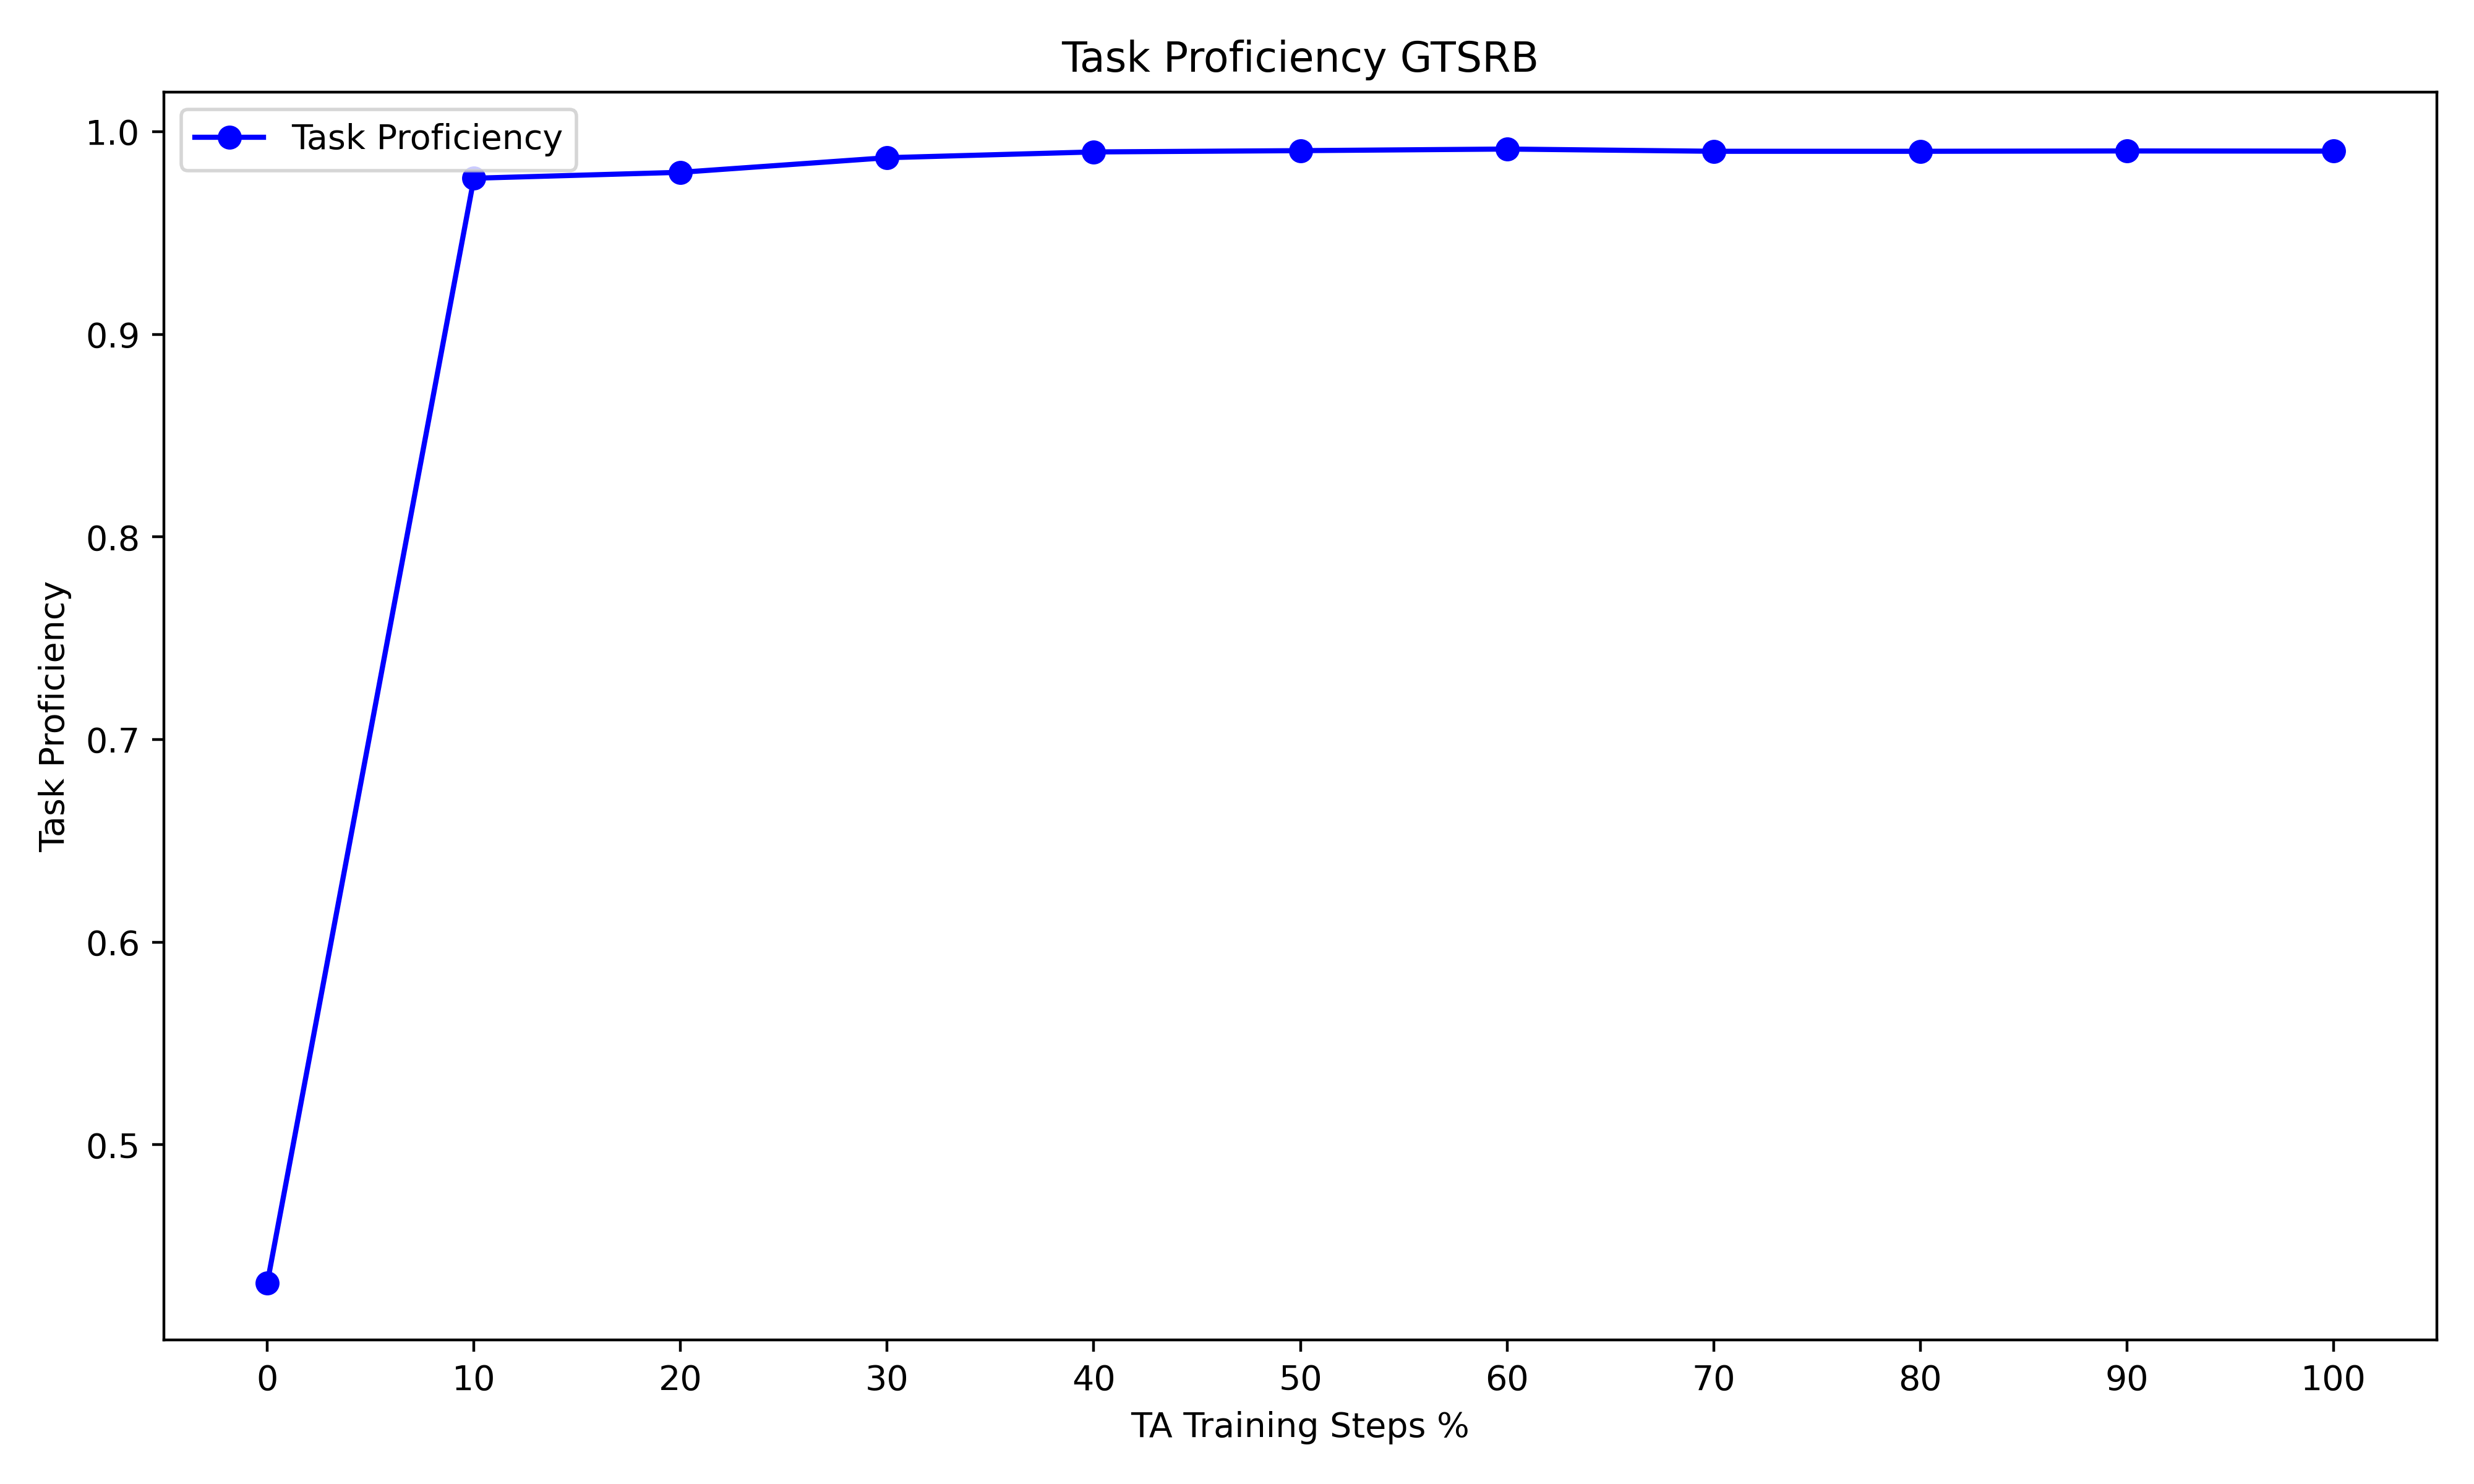 Task Proficiency GTSRB
Task Proficiency
1.0
0.9
0.8
0.7
0.6
0.5
Task Proficiency
0 10 20 30 40 50 60 70 80 90 100
TA Training Steps %